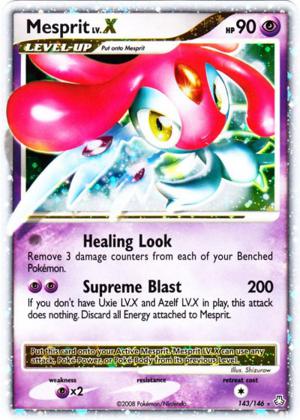 Mesprit LV.X HP 90
LEVEL-UP Put onto Mesprit
Healing Look
Remove 3 damage counters from each of your Benched
Pokémon.
Supreme Blast 200
If you don't have Uxie LV.X and Azelf LV.X in play, this attack
does nothing. Discard all Energy attached to Mesprit.
Put this card onto your Active Mesprit. Mesprit LV.X can use any
attack, Poké-Power, or Poké-Body from its previous Level.
Illus. Shizurow
weakness resistance retreat cost
x2
©2008 Pokémon/Nintendo 143/146